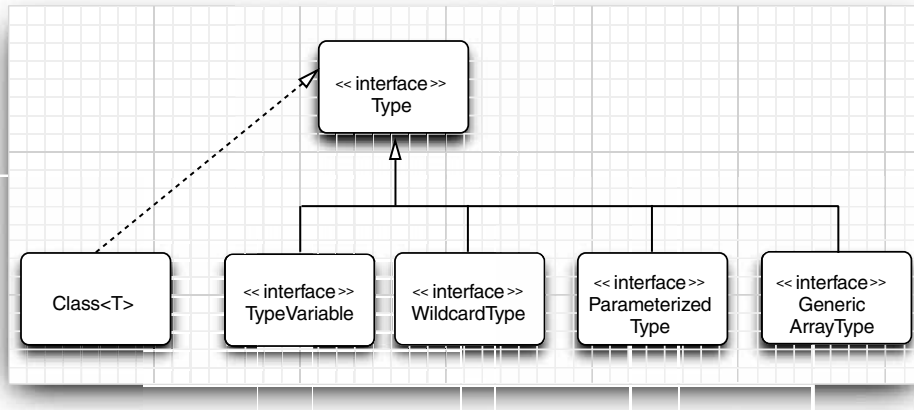 << interface >>
Type
Class<T>
<< interface >>
TypeVariable
<< interface >>
WildcardType
<< interface >>
Parameterized
Type
<< interface >>
Generic
ArrayType